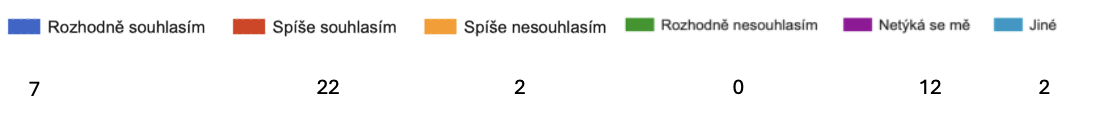 Rozhodně souhlasím Spíše souhlasím Spíše nesouhlasím Rozhodně nesouhlasím Netýká se mě Jiné
7 22 2 0 12 2